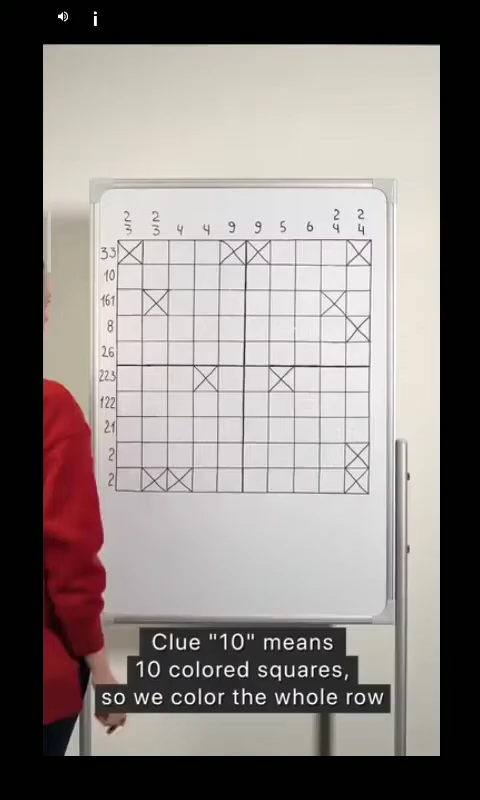 i
2 2 2 2
3 3 4 4 9 9 5 6 4 4
33
10
161
8
26
223
122
21
2
2
Clue "10" means
10 colored squares,
so we color the whole row